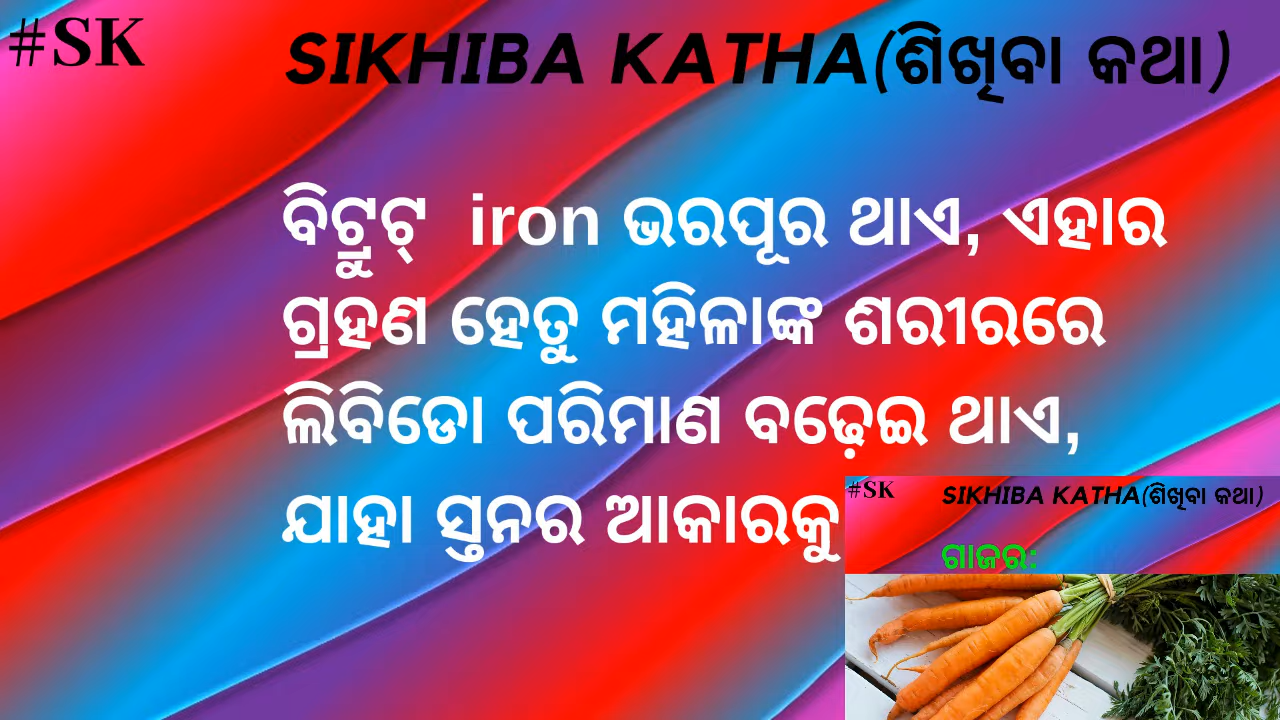 #SK
SIKHIBA KATHA(ଶିଖିବା କଥା)
ବିଟ୍ରୁଟ୍ iron ଭରପୂର ଥାଏ, ଏହାର
ଗ୍ରହଣ ହେତୁ ମହିଳାଙ୍କ ଶରୀରରେ
ଲିବିଡୋ ପରିମାଣ ବଢ଼େଇ ଥାଏ,
ଯାହା ସ୍ତନର ଆକାରକୁ
#SK
SIKHIBA KATHA(ଶିଖିବା କଥା)
ଗାଜର: